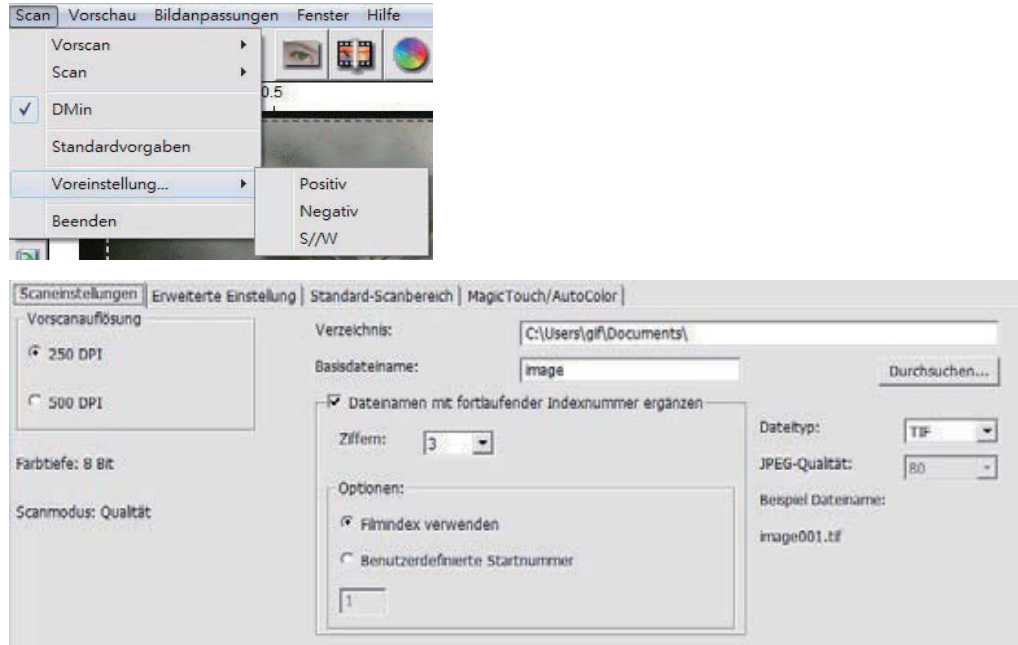 Scan Vorschau Bildanpassungen Fenster Hilfe
Vorscan
Scan
0.5
DMin
Standardvorgaben
Voreinstellung...
Positiv
Negativ
S//W
Beenden
Scaneinstellungen Erweiterte Einstellung Standard-Scanbereich MagicTouch/AutoColor
Vorscanauflösung
250 DPI
500 DPI
Farbtiefe: 8 Bit
Scanmodus: Qualität
Verzeichnis: C:\Users\gif\Documents\
Basisdateiname: image
Durchsuchen...
Dateinamen mit fortlaufender Indexnummer ergänzen
Ziffern: 3
Optionen:
Filmindex verwenden
Benutzerdefinierte Startnummer
1
Dateityp: TIF
JPEG-Qualität: 80
Beispiel Dateiname:
image001.tif